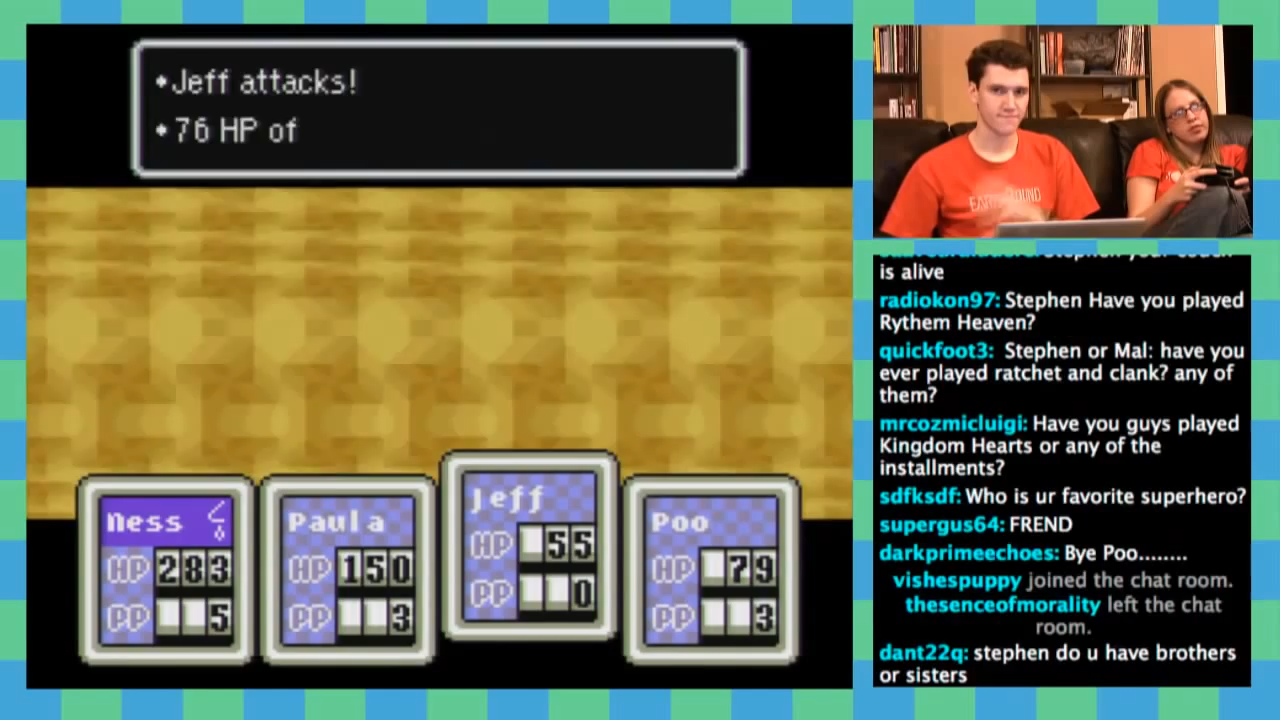 •Jeff attacks!
•76 HP of
Ness
HP 283
PP 5
Paula
HP 150
PP 3
Jeff
HP 55
PP 0
Poo
HP 79
PP 3
is alive
radiokon97: Stephen Have you played
Rythem Heaven?
quickfoot3: Stephen or Mal: have you
ever played ratchet and clank? any of
them?
mrcozmicluigi: Have you guys played
Kingdom Hearts or any of the
installments?
sdfksdf: Who is ur favorite superhero?
supergus64: FREND
darkprimeechoes: Bye Poo........
vishespuppy joined the chat room.
thesenceofmorality left the chat
room.
dant22q: stephen do u have brothers
or sisters